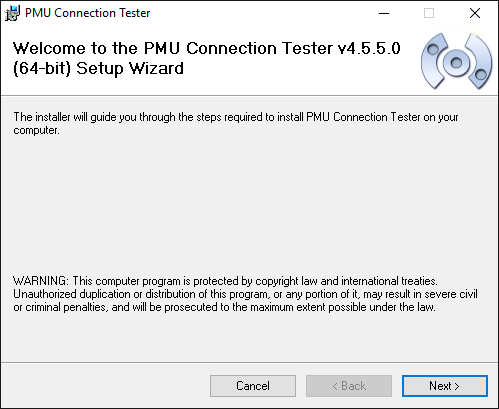 PMU Connection Tester
Welcome to the PMU Connection Tester v4.5.5.0
(64-bit) Setup Wizard
The installer will guide you through the steps required to install PMU Connection Tester on your
computer.
WARNING: This computer program is protected by copyright law and international treaties.
Unauthorized duplication or distribution of this program, or any portion of it, may result in severe civil
or criminal penalties, and will be prosecuted to the maximum extent possible under the law.
Cancel
< Back
Next >